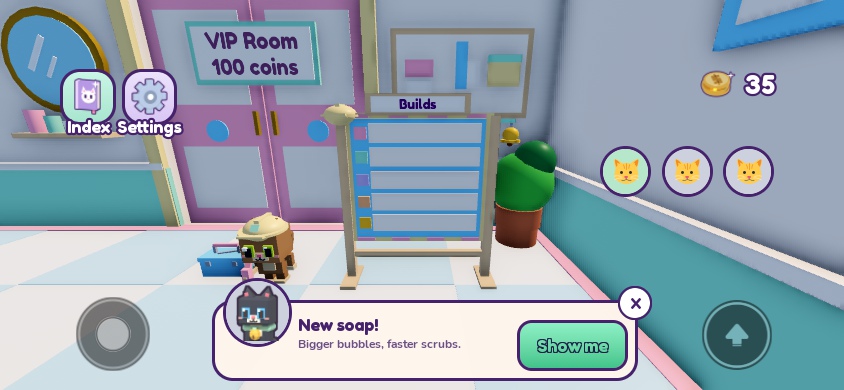 VIP Room
100 coins
Builds
35
Index
Settings
New soap!
Bigger bubbles, faster scrubs.
Show me